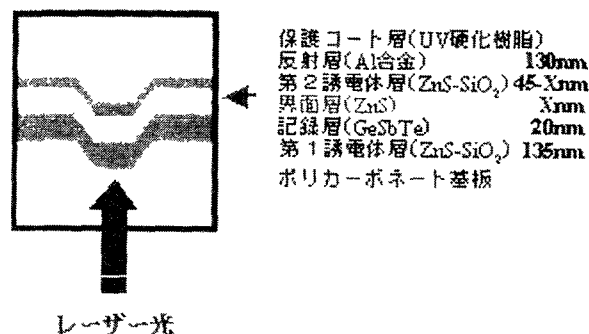 保護コート層(UV硬化樹脂)
反射層(Al合金) 130nm
第2誘電体層(ZnS-SiO₂) 45-Xnm
界面層(ZnS) Xnm
記録層(GeSbTe) 20nm
第1誘電体層(ZnS-SiO₂) 135nm
ポリカーボネート基板
レーザー光